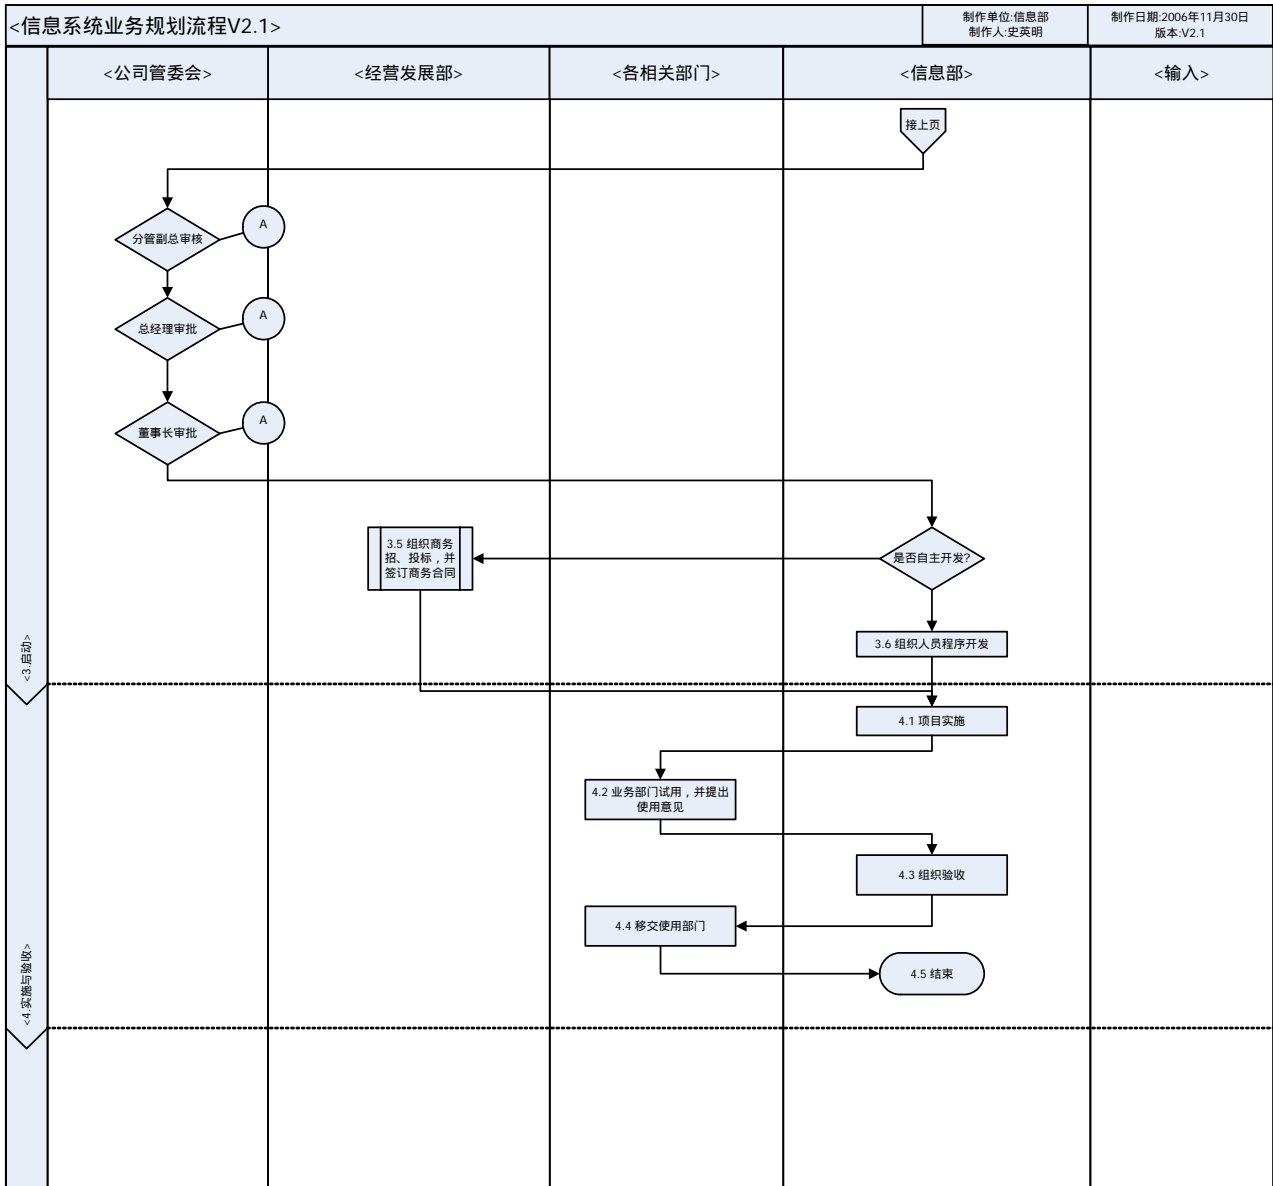 <信息系统业务规划流程V2.1>
制作单位:信息部
制作人:史英明
制作日期:2006年11月30日
版本:V2.1
<公司管委会>
<经营发展部>
<各相关部门>
<信息部>
<输入>
接上页
分管副总审核
A
总经理审批
A
董事长审批
A
3.5 组织商务
招、投标，并
签订商务合同
是否自主开发?
3.6 组织人员程序开发
<3.启动>
4.1 项目实施
4.2 业务部门试用，并提出
使用意见
4.3 组织验收
4.4 移交使用部门
4.5 结束
<4.实施与验收>